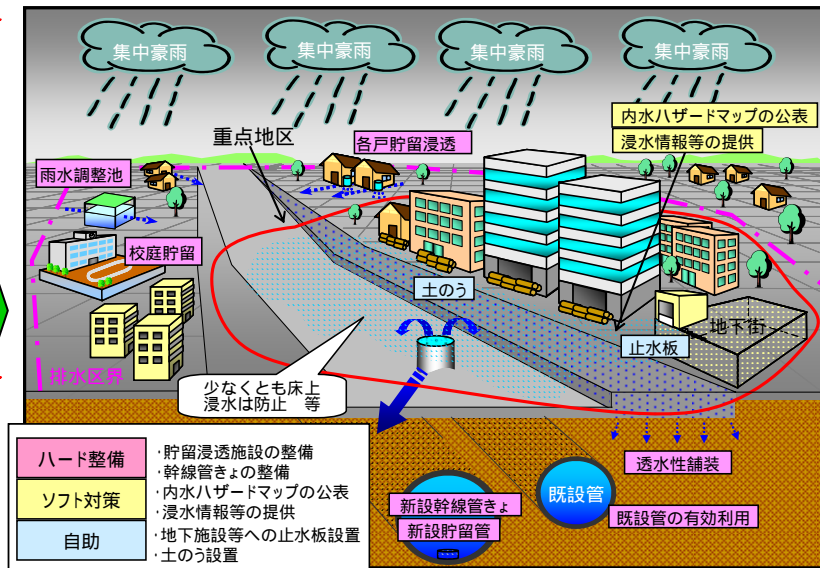 集中豪雨
集中豪雨
集中豪雨
集中豪雨
内水ハザードマップの公表
浸水情報等の提供
重点地区
各戸貯留浸透
雨水調整池
校庭貯留
土のう
地下街
止水板
排水区界
少なくとも床上
浸水は防止　等
透水性舗装
既設管
既設管の有効利用
新設幹線管きょ
新設貯留管
ハード整備
・貯留浸透施設の整備
・幹線管きょの整備
ソフト対策
・内水ハザードマップの公表
・浸水情報等の提供
自助
・地下施設等への止水板設置
・土のう設置